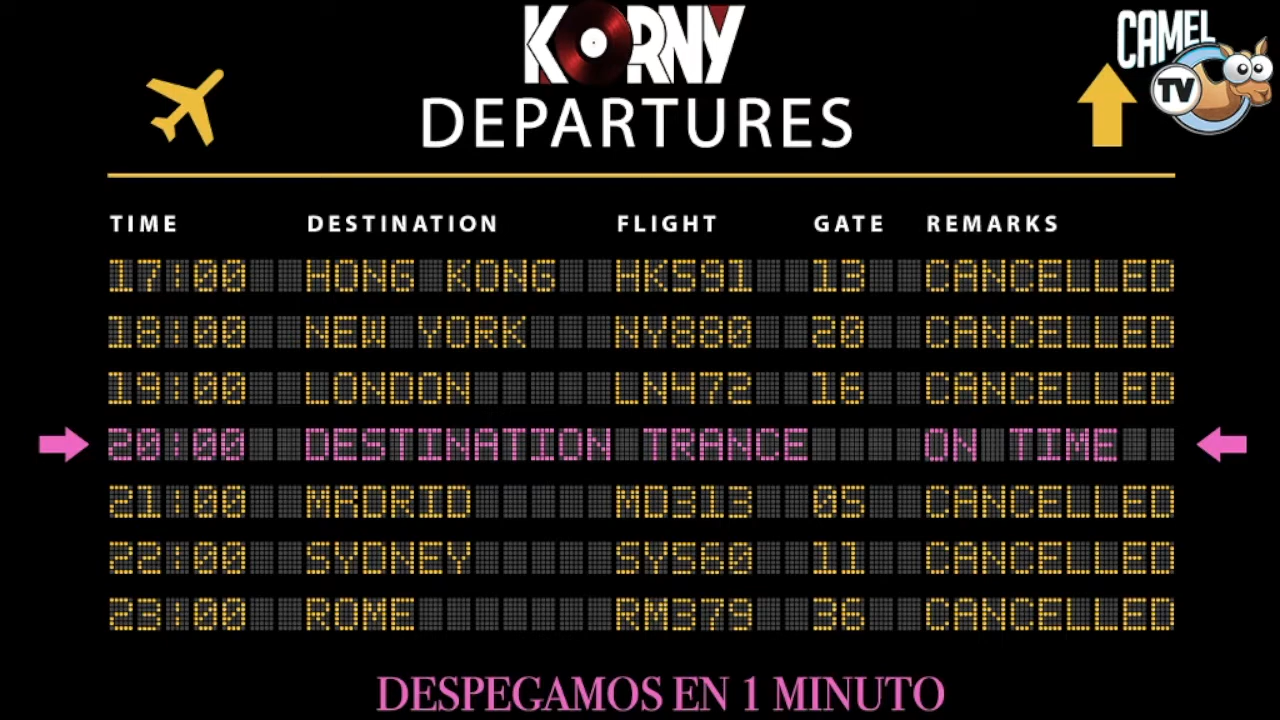 KORNY
CAMEL
TV
DEPARTURES
TIME DESTINATION FLIGHT GATE REMARKS
17:00 HONG KONG HK591 13 CANCELLED
18:00 NEW YORK NY880 20 CANCELLED
19:00 LONDON LN472 16 CANCELLED
20:00 DESTINATION TRANCE ON TIME
21:00 MADRID MD313 05 CANCELLED
22:00 SYDNEY SY560 11 CANCELLED
23:00 ROME RM379 36 CANCELLED
DESPEGAMOS EN 1 MINUTO